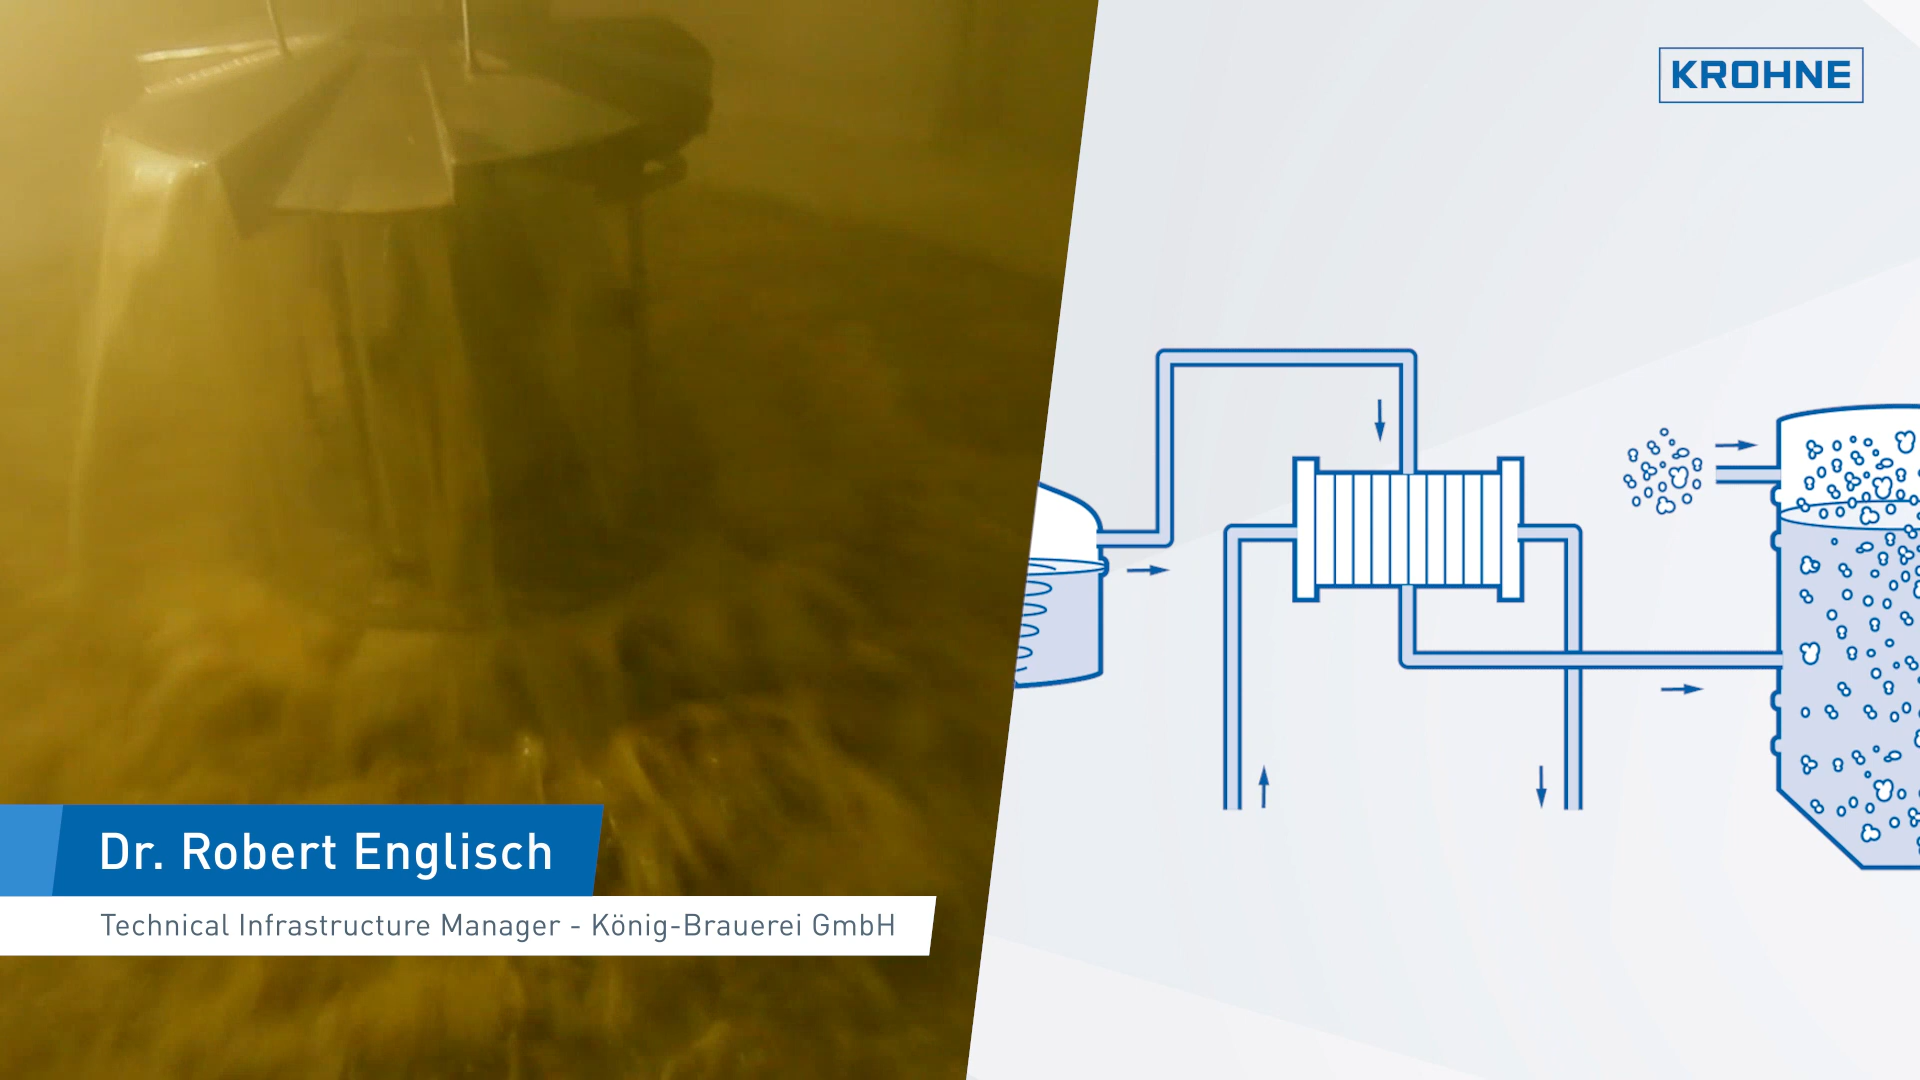 KROHNE
Dr. Robert Englisch
Technical Infrastructure Manager - König-Brauerei GmbH